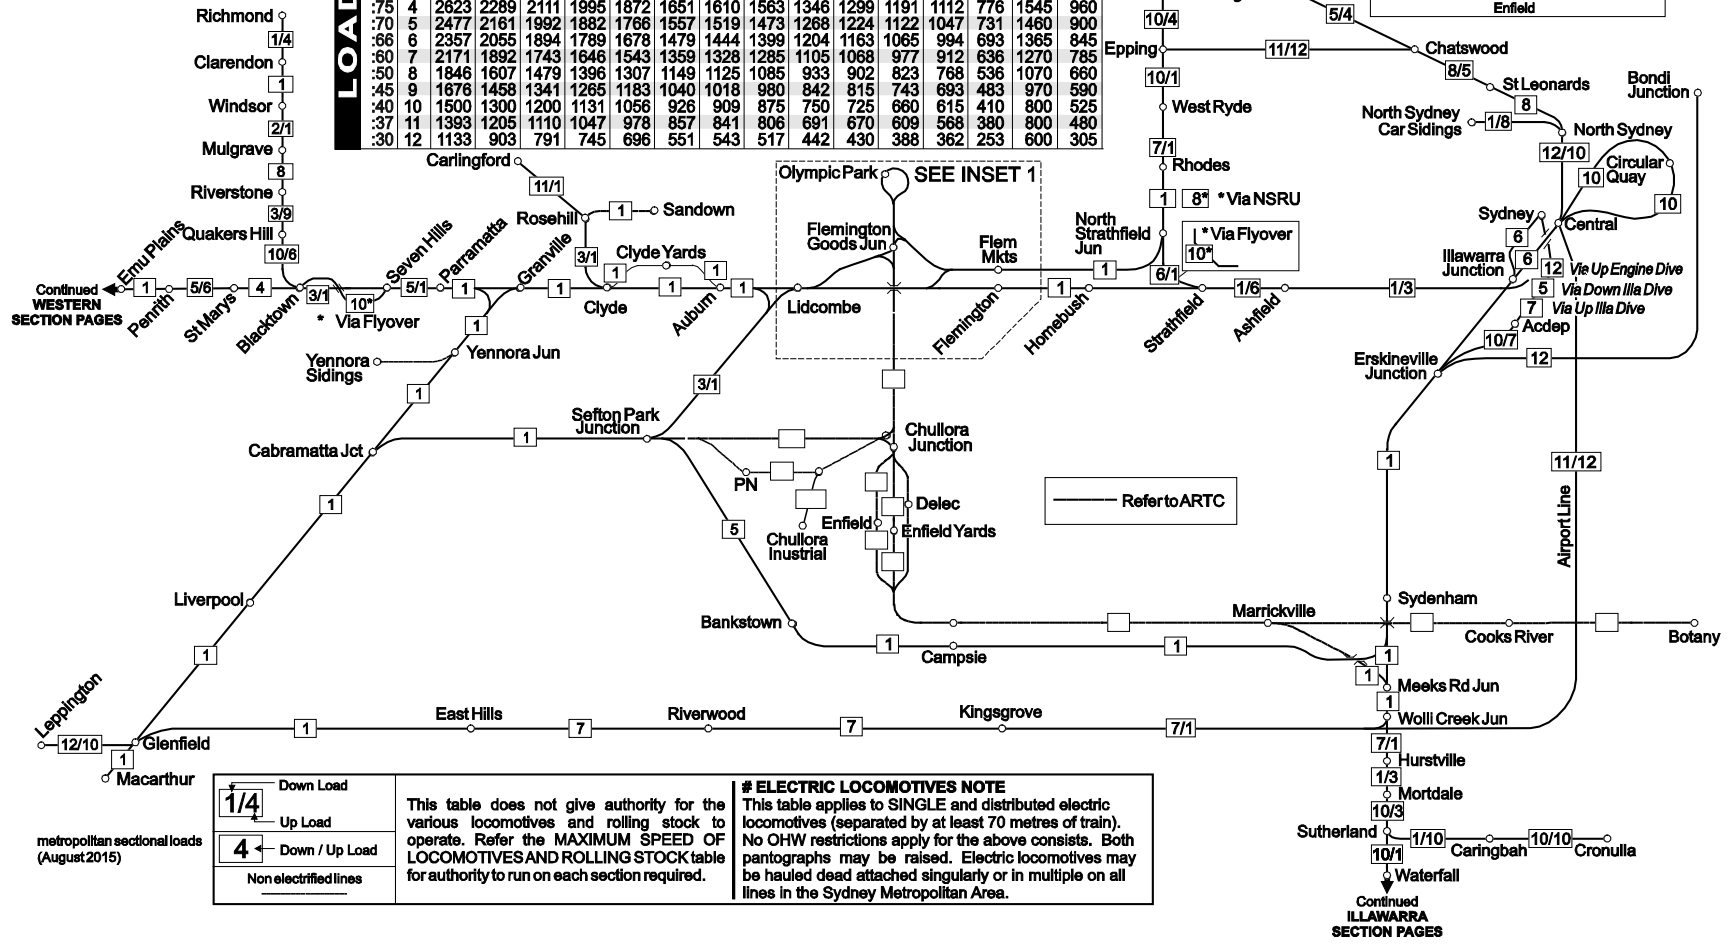 LOA
:75 4 2623 2289 2111 1995 1872 1651 1610 1563 1346 1299 1191 1112 776 1545 960
:70 5 2477 2161 1992 1882 1766 1557 1519 1473 1268 1224 1122 1047 731 1460 900
:66 6 2357 2055 1894 1789 1678 1479 1444 1399 1204 1163 1065 994 693 1365 845
:60 7 2171 1892 1743 1646 1543 1359 1328 1285 1105 1068 977 912 636 1270 785
:50 8 1846 1607 1479 1396 1307 1149 1125 1085 933 902 823 768 536 1070 660
:45 9 1676 1458 1341 1265 1183 1040 1018 980 842 815 743 693 483 970 590
:40 10 1500 1300 1200 1131 1056 926 909 875 750 725 660 615 410 800 525
:37 11 1393 1205 1110 1047 978 857 841 806 691 670 609 568 380 800 480
:30 12 1133 903 791 745 696 551 543 517 442 430 388 362 253 600 305
Enfield
Richmond
1/4
Clarendon
1
Windsor
2/1
Mulgrave
8
Riverstone
3/9
Quakers Hill
10/6
10/4
5/4
Epping
11/12
Chatswood
10/1
8/5
St Leonards
8
Bondi
Junction
West Ryde
North Sydney
Car Sidings
1/8
North Sydney
7/1
Rhodes
12/10
Circular
Quay
10
10
1
8*
* Via NSRU
North
Strathfield
Jun
* Via Flyover
10*
6/1
Sydney
Central
6
6
Illawarra
Junction
12
Via Up Engine Dive
5
Via Down Illa Dive
7
Via Up Illa Dive
Acdep
10/7
12
Erskineville
Junction
Carlingford
11/1
Rosehill
1
Sandown
3/1
Olympic Park
SEE INSET 1
Flemington
Goods Jun
Flem
Mkts
1
Clyde Yards
1
1
Continued
WESTERN
SECTION PAGES
Emu Plains
1
Penrith
5/6
St Marys
4
Blacktown
3/1
10*
* Via Flyover
Seven Hills
5/1
Parramatta
1
Granville
1
Clyde
1
Auburn
1
Lidcombe
Flemington
1
Homebush
Strathfield
1/6
Ashfield
1/3
1
Yennora
Sidings
Yennora Jun
1
3/1
Sefton Park
Junction
Cabramatta Jct
1
Chullora
Junction
PN
1
5
Chullora
Inustrial
Enfield
Delec
Enfield Yards
Refer to ARTC
1
11/12
Airport Line
Liverpool
1
Bankstown
1
Campsie
1
Marrickville
Sydenham
Cooks River
Botany
1
1
Meeks Rd Jun
1
Wolli Creek Jun
Leppington
12/10
Glenfield
1
Macarthur
1
East Hills
7
Riverwood
7
Kingsgrove
7/1
7/1
Hurstville
1/3
Mortdale
10/3
Sutherland
1/10
Caringbah
10/10
Cronulla
10/1
Waterfall
Continued
ILLAWARRA
SECTION PAGES
metropolitan sectional loads
(August 2015)
Down Load
1/4
Up Load
4
Down / Up Load
Non electrified lines
This table does not give authority for the
various locomotives and rolling stock to
operate. Refer the MAXIMUM SPEED OF
LOCOMOTIVES AND ROLLING STOCK table
for authority to run on each section required.
# ELECTRIC LOCOMOTIVES NOTE
This table applies to SINGLE and distributed electric
locomotives (separated by at least 70 metres of train).
No OHW restrictions apply for the above consists. Both
pantographs may be raised. Electric locomotives may
be hauled dead attached singularly or in multiple on all
lines in the Sydney Metropolitan Area.